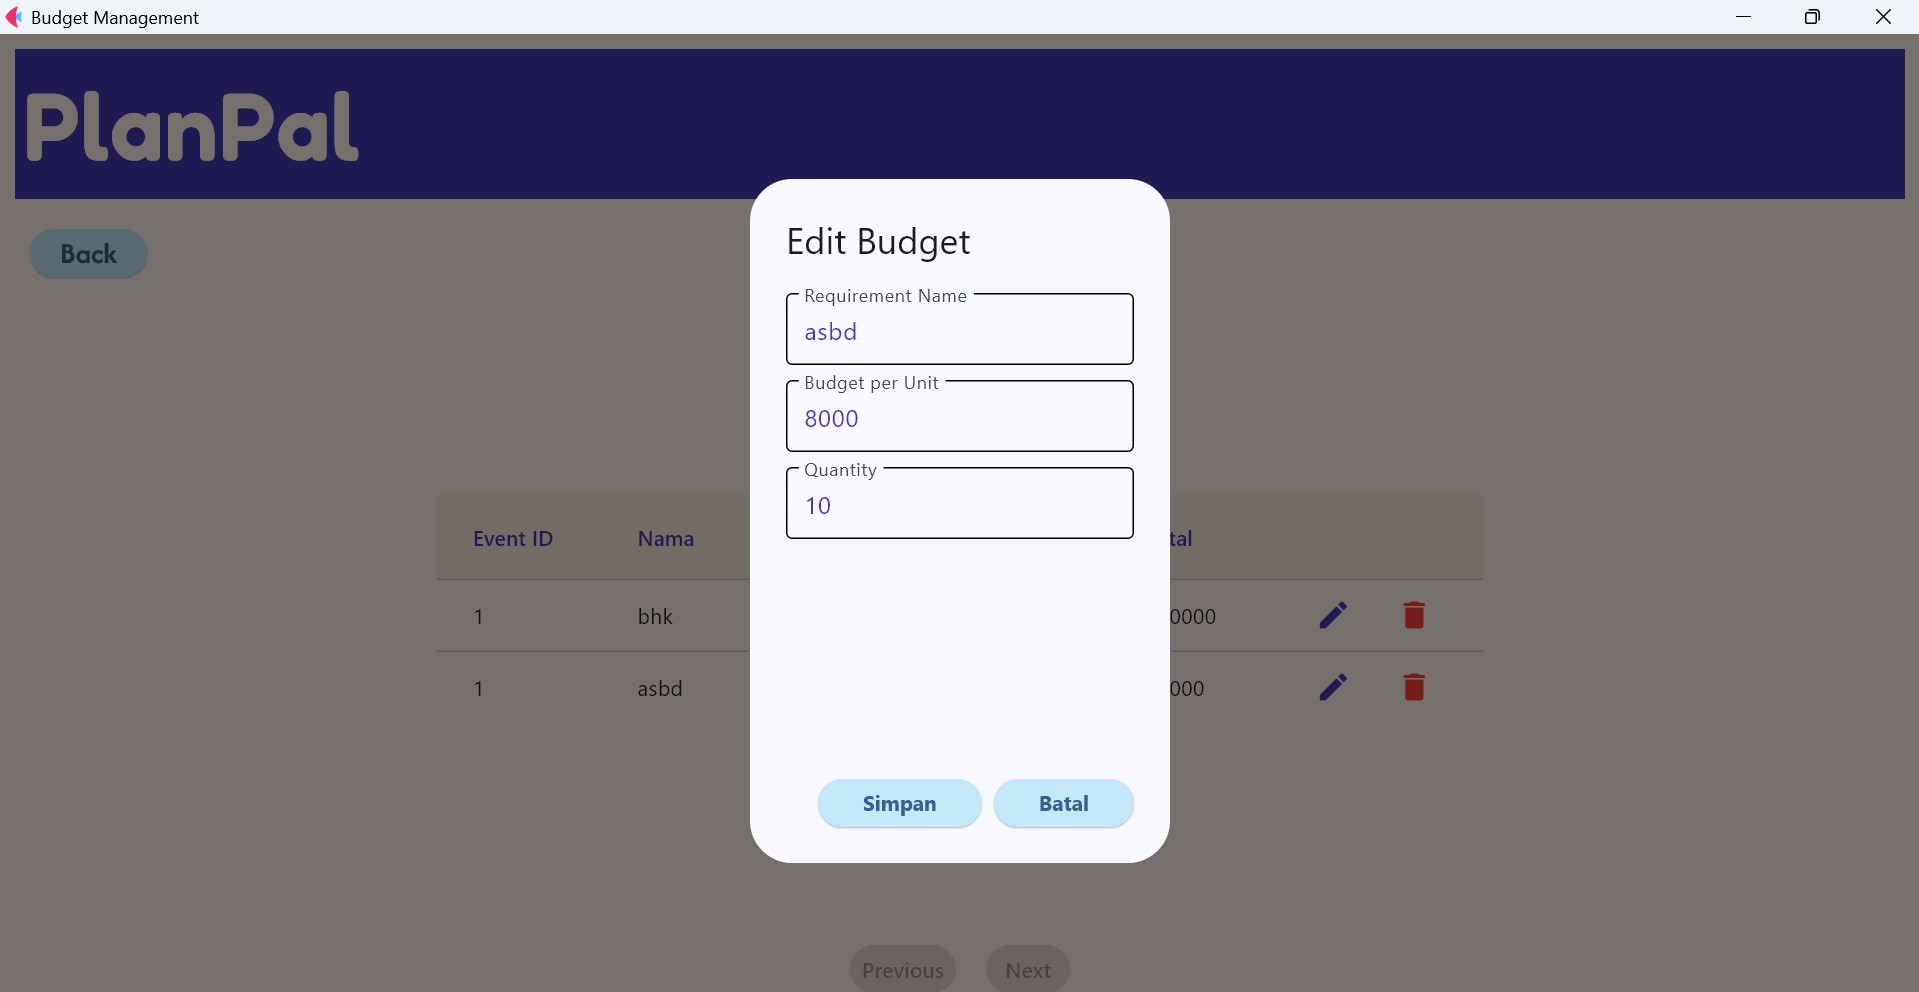 Budget Management
PlanPal
Back
Edit Budget
Requirement Name
asbd
Budget per Unit
8000
Quantity
10
Event ID Nama tal
1 bhk 0000
1 asbd 000
Simpan Batal
Previous Next